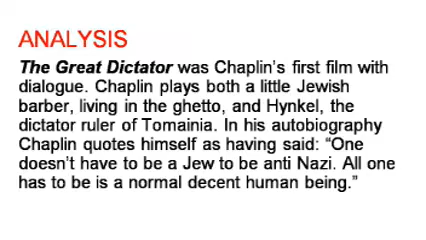 ANALYSIS
The Great Dictator was Chaplin's first film with
dialogue. Chaplin plays both a little Jewish
barber, living in the ghetto, and Hynkel, the
dictator ruler of Tomainia. In his autobiography
Chaplin quotes himself as having said: “One
doesn't have to be a Jew to be anti Nazi. All one
has to be is a normal decent human being.”